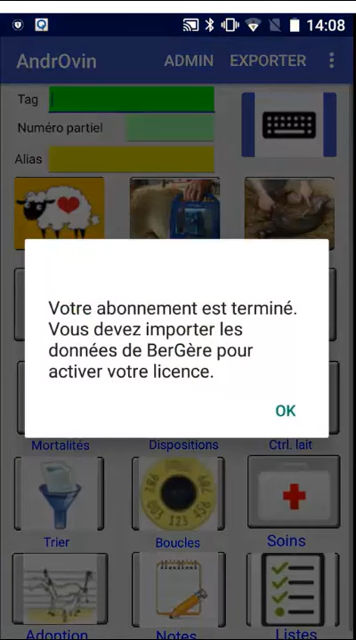 14:08
AndrOvin ADMIN EXPORTER
Tag
Numéro partiel
Alias
Votre abonnement est terminé.
Vous devez importer les
données de BerGère pour
activer votre licence.
OK
Mortalités Dispositions Ctrl. lait
Trier Boucles Soins
Adoption Notes Listes